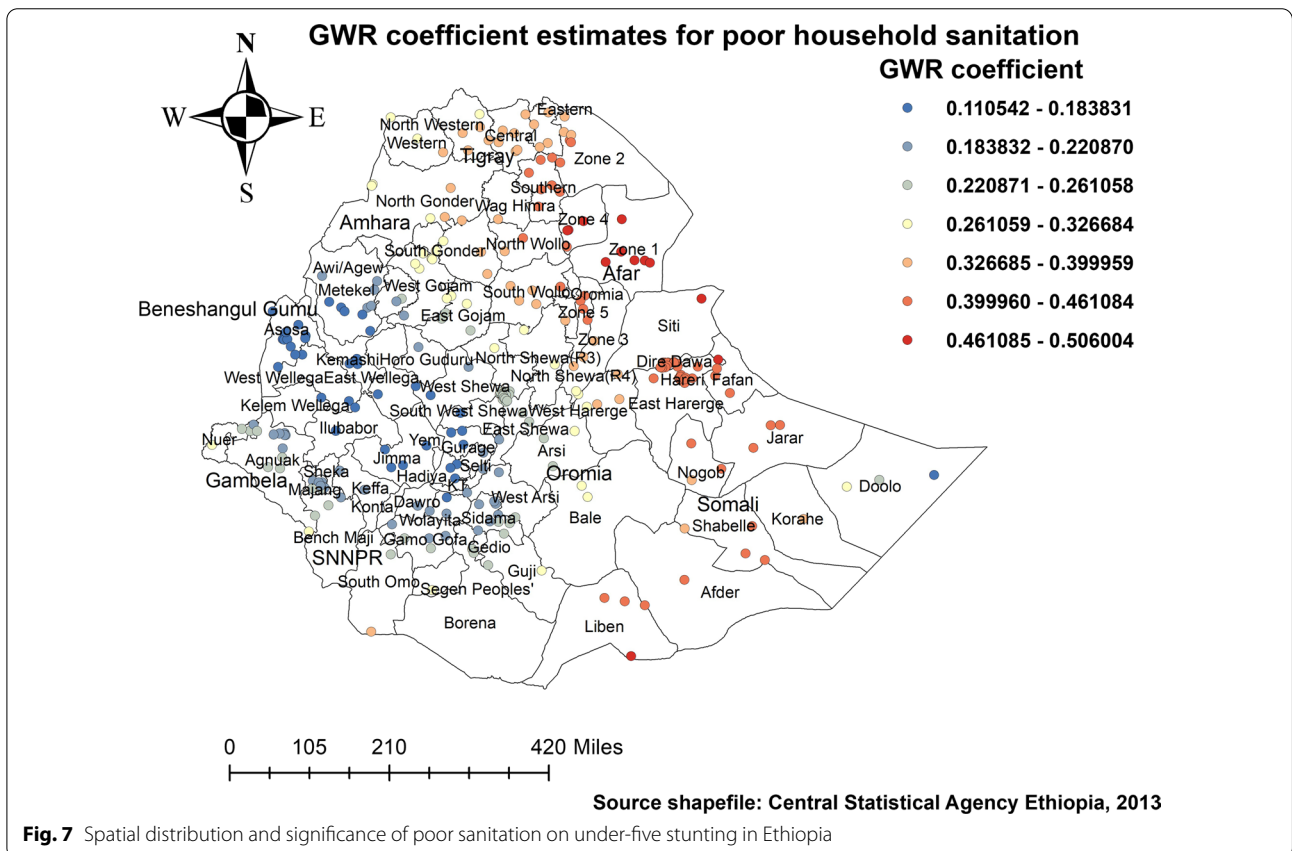 GWR coefficient estimates for poor household sanitation
GWR coefficient
0.110542 - 0.183831
0.183832 - 0.220870
0.220871 - 0.261058
0.261059 - 0.326684
0.326685 - 0.399959
0.399960 - 0.461084
0.461085 - 0.506004
N
W E
S
Eastern
North Western
Central
Western
Tigray
Zone 2
Southern
North Gonder
Wag Himra
Amhara
Zone 4
South Gonder
North Wollo
Zone 1
Awi/Agew
Afar
Metekel
West Gojam
South Wollo
Oromia
Beneshangul Gumu
East Gojam
Zone 5
Siti
Asosa
Zone 3
Kemashi
Horo Guduru
North Shewa(R3)
Dire Dawa
West Wellega
East Wellega
West Shewa
North Shewa(R4)
Hareri
Fafan
Kelem Wellega
South West Shewa
West Harerge
East Harerge
Ilubabor
East Shewa
Nuer
Yem
Gurage
Arsi
Jarar
Agnuak
Jimma
Selti
Oromia
Nogob
Gambela
Sheka
Hadiya
KT
Doolo
Majang
Keffa
West Arsi
Somali
Konta
Dawro
Bale
Shabelle
Korahe
Wolayita
Sidama
Bench Maji
Gamo Gofa
Gedio
SNNPR
Guji
South Omo
Segen Peoples'
Afder
Borena
Liben
0 105 210 420 Miles
Source shapefile: Central Statistical Agency Ethiopia, 2013
Fig. 7 Spatial distribution and significance of poor sanitation on under-five stunting in Ethiopia